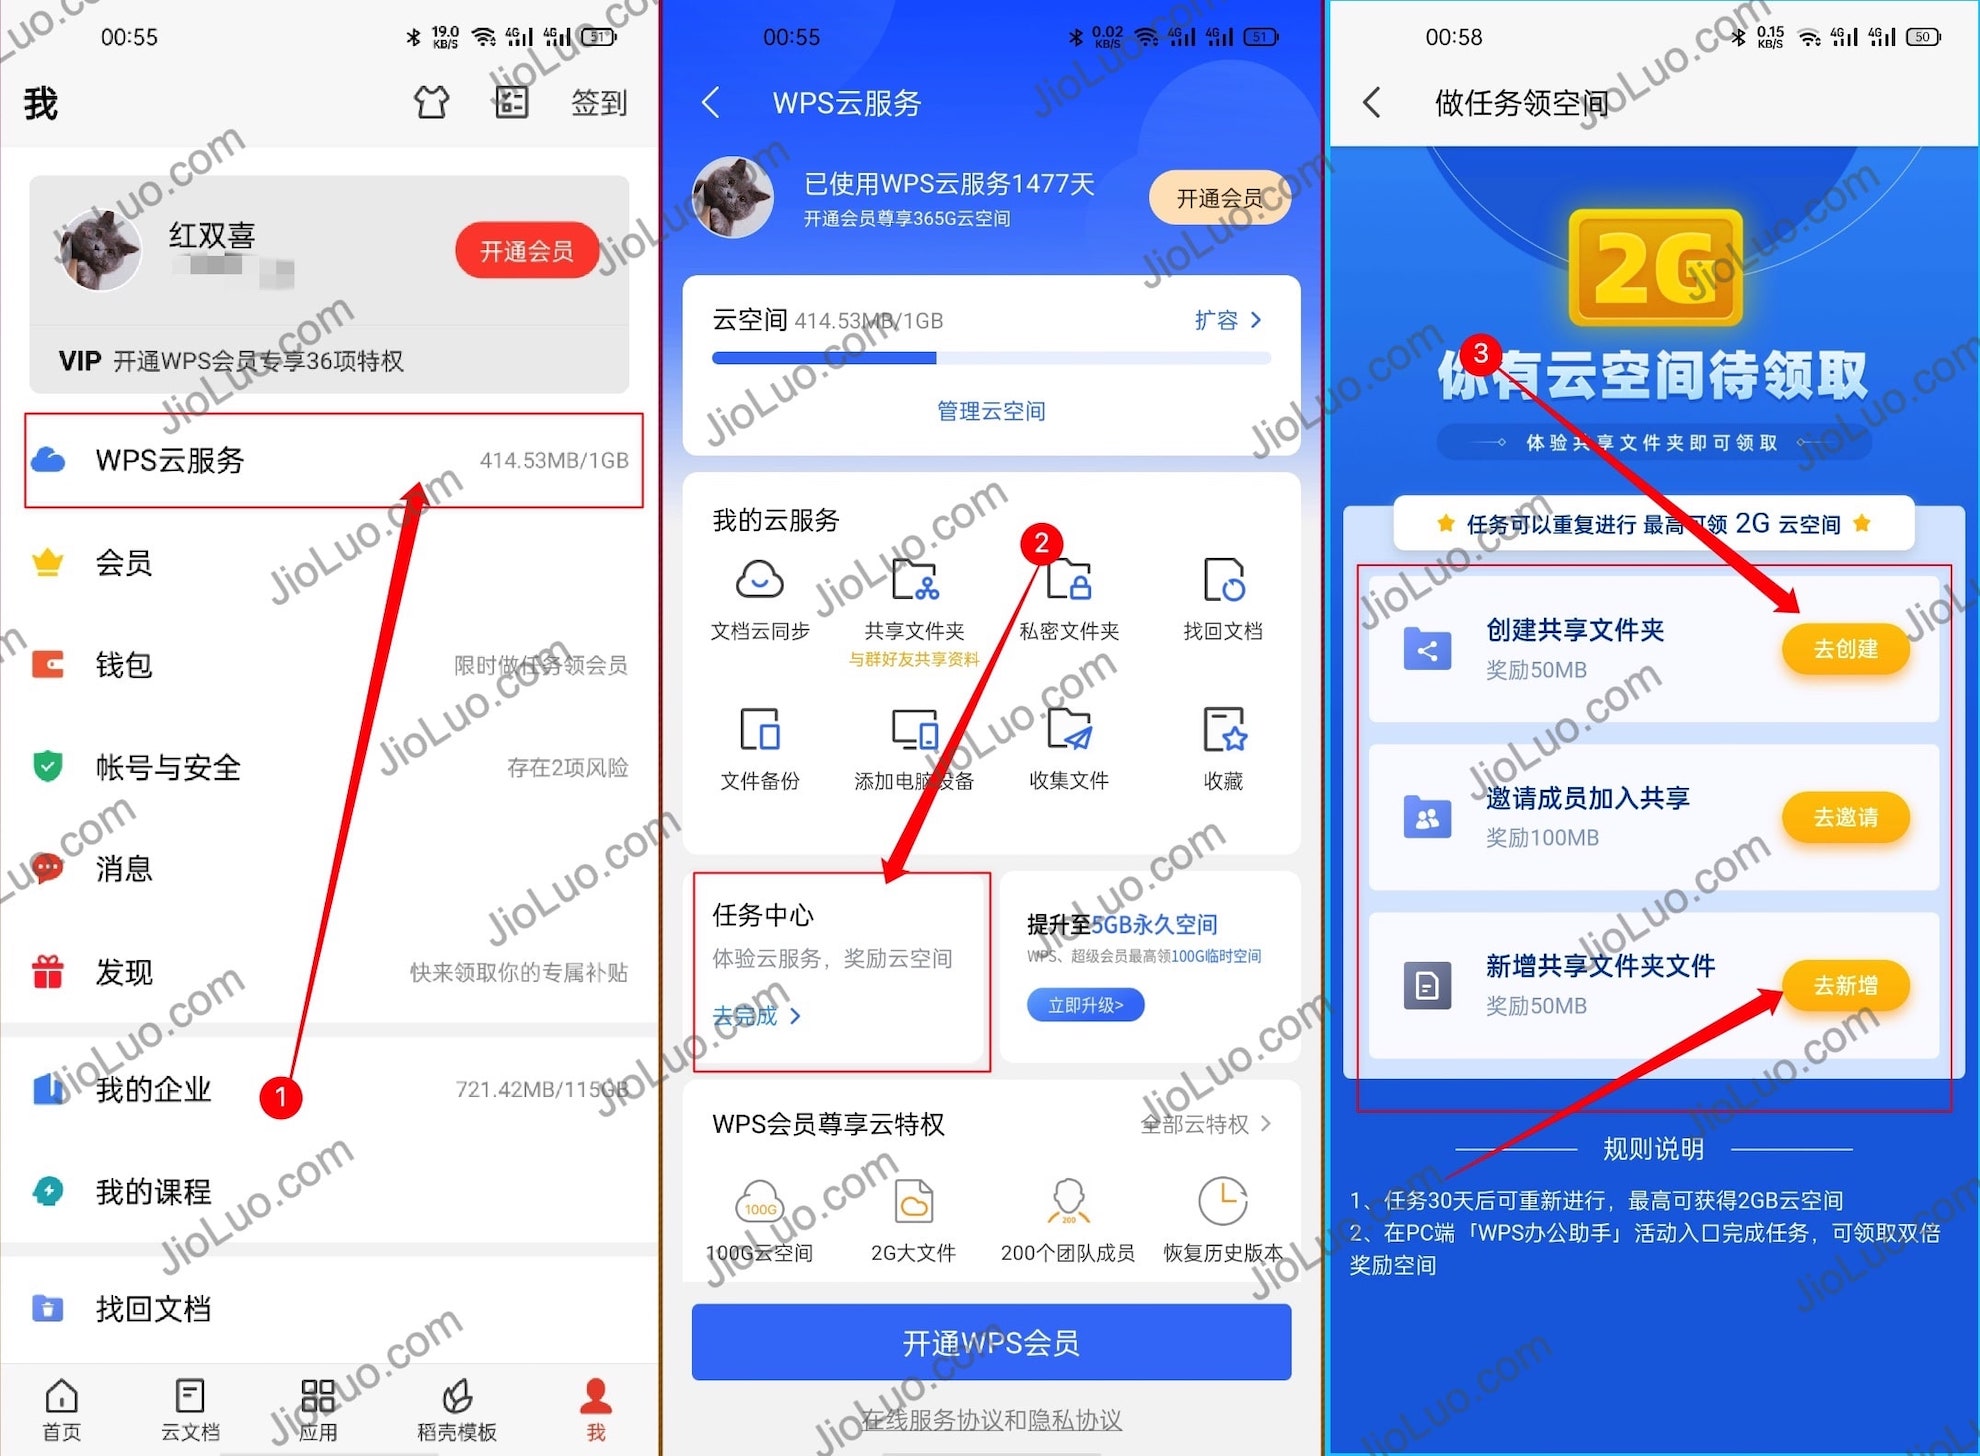 00:55
19.0
KB/S
4G
4G
51
我
签到
红双喜
开通会员
VIP 开通WPS会员专享36项特权
WPS云服务
414.53MB/1GB
会员
钱包
限时做任务领会员
帐号与安全
存在2项风险
消息
发现
快来领取你的专属补贴
我的企业
1
721.42MB/115GB
我的课程
找回文档
首页
云文档
应用
稻壳模板
我
00:55
0.02
KB/S
4G
4G
51
WPS云服务
已使用WPS云服务1477天
开通会员尊享365G云空间
开通会员
云空间 414.53MB/1GB
扩容
管理云空间
我的云服务
2
文档云同步
共享文件夹
私密文件夹
找回文档
与群好友共享资料
文件备份
添加电脑设备
收集文件
收藏
任务中心
体验云服务，奖励云空间
去完成
提升至5GB永久空间
WPS、超级会员最高领100G临时空间
立即升级>
WPS会员尊享云特权
全部云特权
100G
200
100G云空间
2G大文件
200个团队成员
恢复历史版本
开通WPS会员
在线服务协议和隐私协议
00:58
0.15
KB/S
4G
4G
50
做任务领空间
2G
3
你有云空间待领取
体验共享文件夹即可领取
任务可以重复进行 最高可领 2G 云空间
创建共享文件夹
奖励50MB
去创建
邀请成员加入共享
奖励100MB
去邀请
新增共享文件夹文件
奖励50MB
去新增
规则说明
1、任务30天后可重新进行，最高可获得2GB云空间
2、在PC端「WPS办公助手」活动入口完成任务，可领取双倍
奖励空间
JioLuo.com